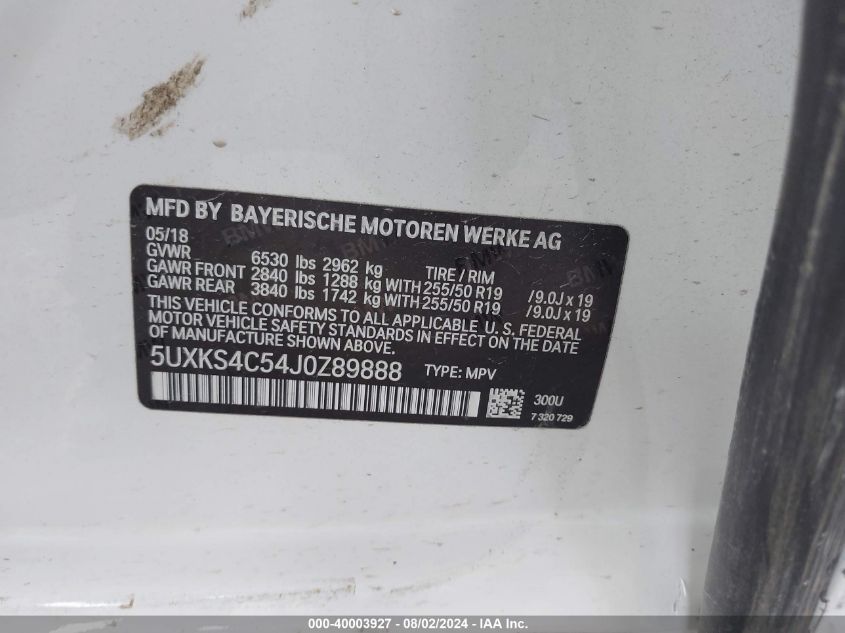 MFD BY BAYERISCHE MOTOREN WERKE AG
05/18
GVWR 6530 lbs 2962 kg TIRE / RIM
GAWR FRONT 2840 lbs 1288 kg WITH 255/50 R19 /9.0J x 19
GAWR REAR 3840 lbs 1742 kg WITH 255/50 R19 /9.0J x 19
THIS VEHICLE CONFORMS TO ALL APPLICABLE U. S. FEDERAL
MOTOR VEHICLE SAFETY STANDARDS IN EFFECT ON THE DATE
OF MANUFACTURE SHOWN ABOVE.
5UXKS4C54J0Z89888 TYPE: MPV
300U
7 320 729
000-40003927 - 08/02/2024 - IAA Inc.